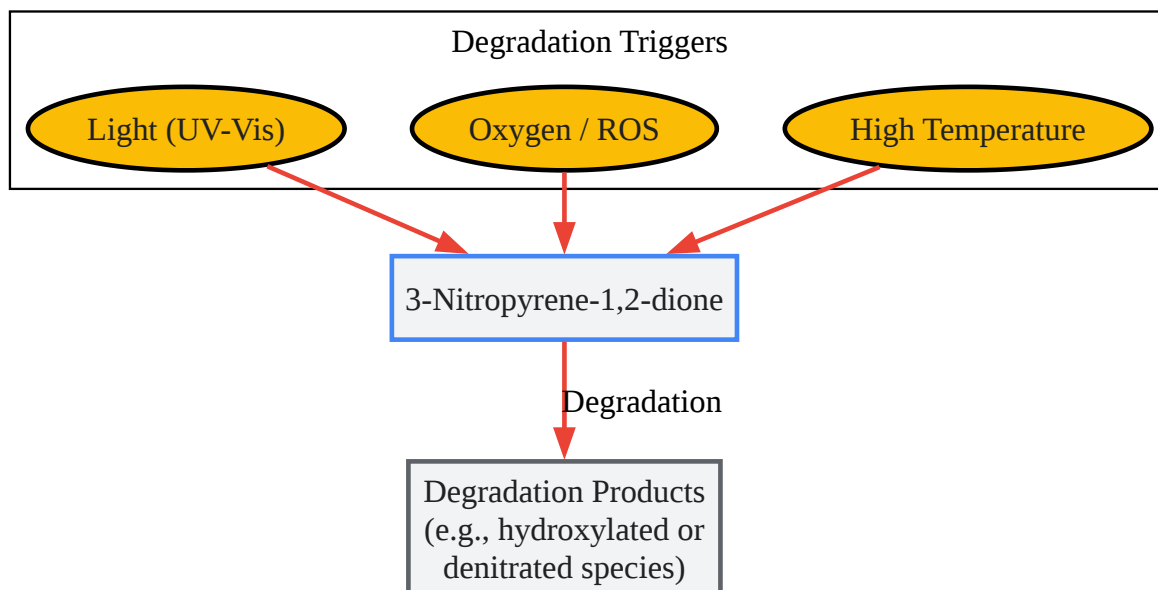 Degradation Triggers
Light (UV-Vis)
Oxygen / ROS
High Temperature
3-Nitropyrene-1,2-dione
Degradation
Degradation Products
(e.g., hydroxylated or
denitrated species)